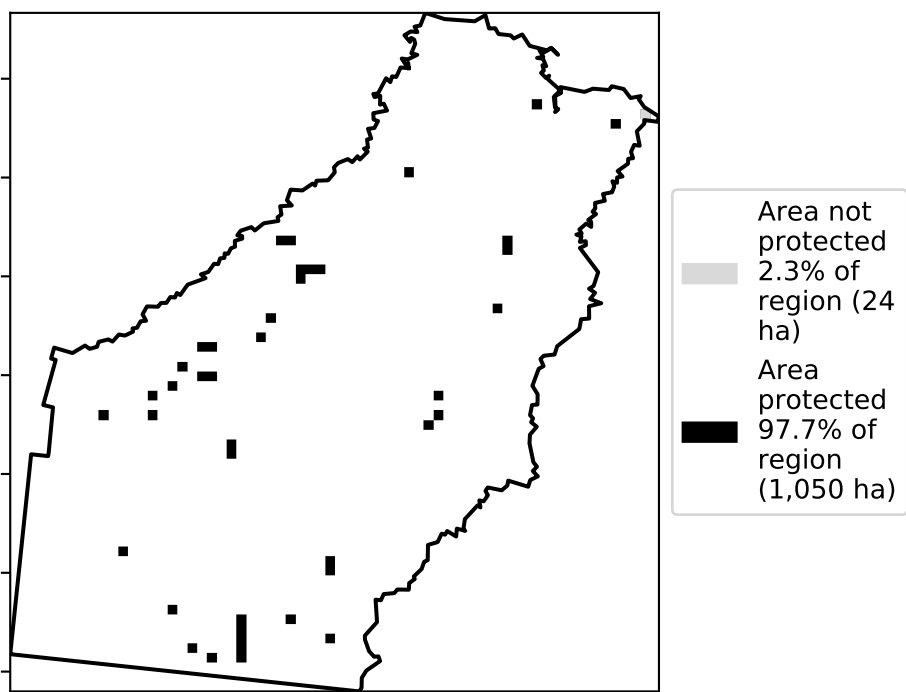 Area not
protected
2.3% of
region (24
ha)
Area
protected
97.7% of
region
(1,050 ha)